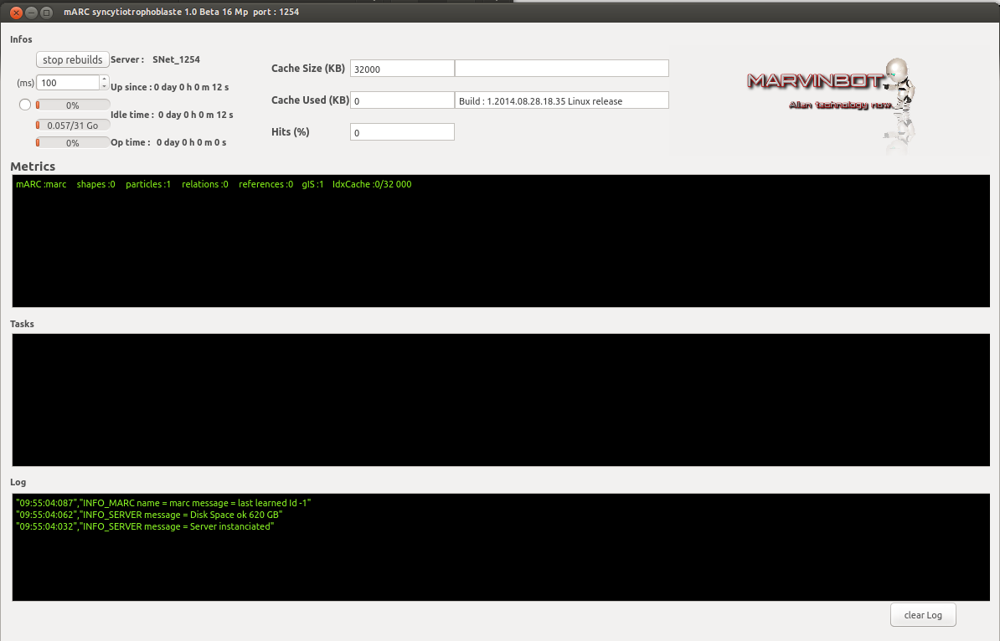 mARC syncytiotrophoblaste 1.0 Beta 16 Mp port : 1254
Infos
stop rebuilds
Server : SNet_1254
(ms) 100
Up since : 0 day 0 h 0 m 12 s
0%
Idle time : 0 day 0 h 0 m 12 s
0.057/31 Go
0%
Op time : 0 day 0 h 0 m 0 s
Cache Size (KB) 32000
Cache Used (KB) 0 Build : 1.2014.08.28.18.35 Linux release
Hits (%) 0
MARVINBOT
Alien technology now...
Metrics
mARC :marc shapes :0 particles :1 relations :0 references :0 gIS :1 IdxCache :0/32 000
Tasks
Log
"09:55:04:087","INFO_MARC name = marc message = last learned Id -1"
"09:55:04:062","INFO_SERVER message = Disk Space ok 620 GB"
"09:55:04:032","INFO_SERVER message = Server instanciated"
clear Log